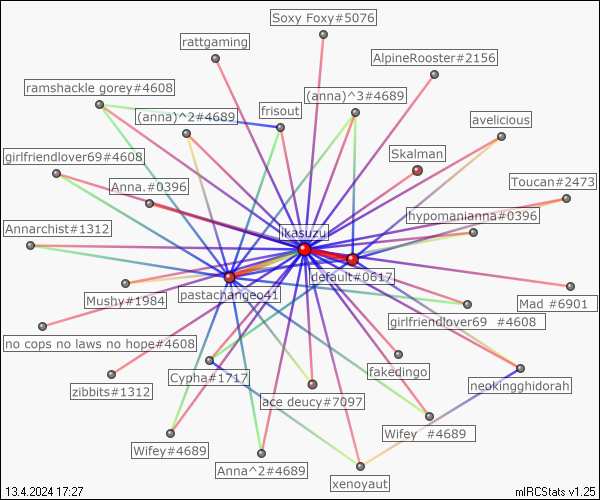 Soxy Foxy#5076
rattgaming
AlpineRooster#2156
ramshackle gorey#4608
(anna)^3#4689
frisout
(anna)^2#4689
avelicious
girlfriendlover69#4608
Skalman
Anna.#0396
Toucan#2473
hypomanianna#0396
Annarchist#1312
ikasuzu
default#0617
pastachangeo41
Mushy#1984
Mad #6901
girlfriendlover69 #4608
no cops no laws no hope#4608
Cypha#1717
fakedingo
zibbits#1312
neokingghidorah
ace deucy#7097
Wifey #4689
Wifey#4689
Anna^2#4689
xenoyaut
13.4.2024 17:27
mIRCStats v1.25